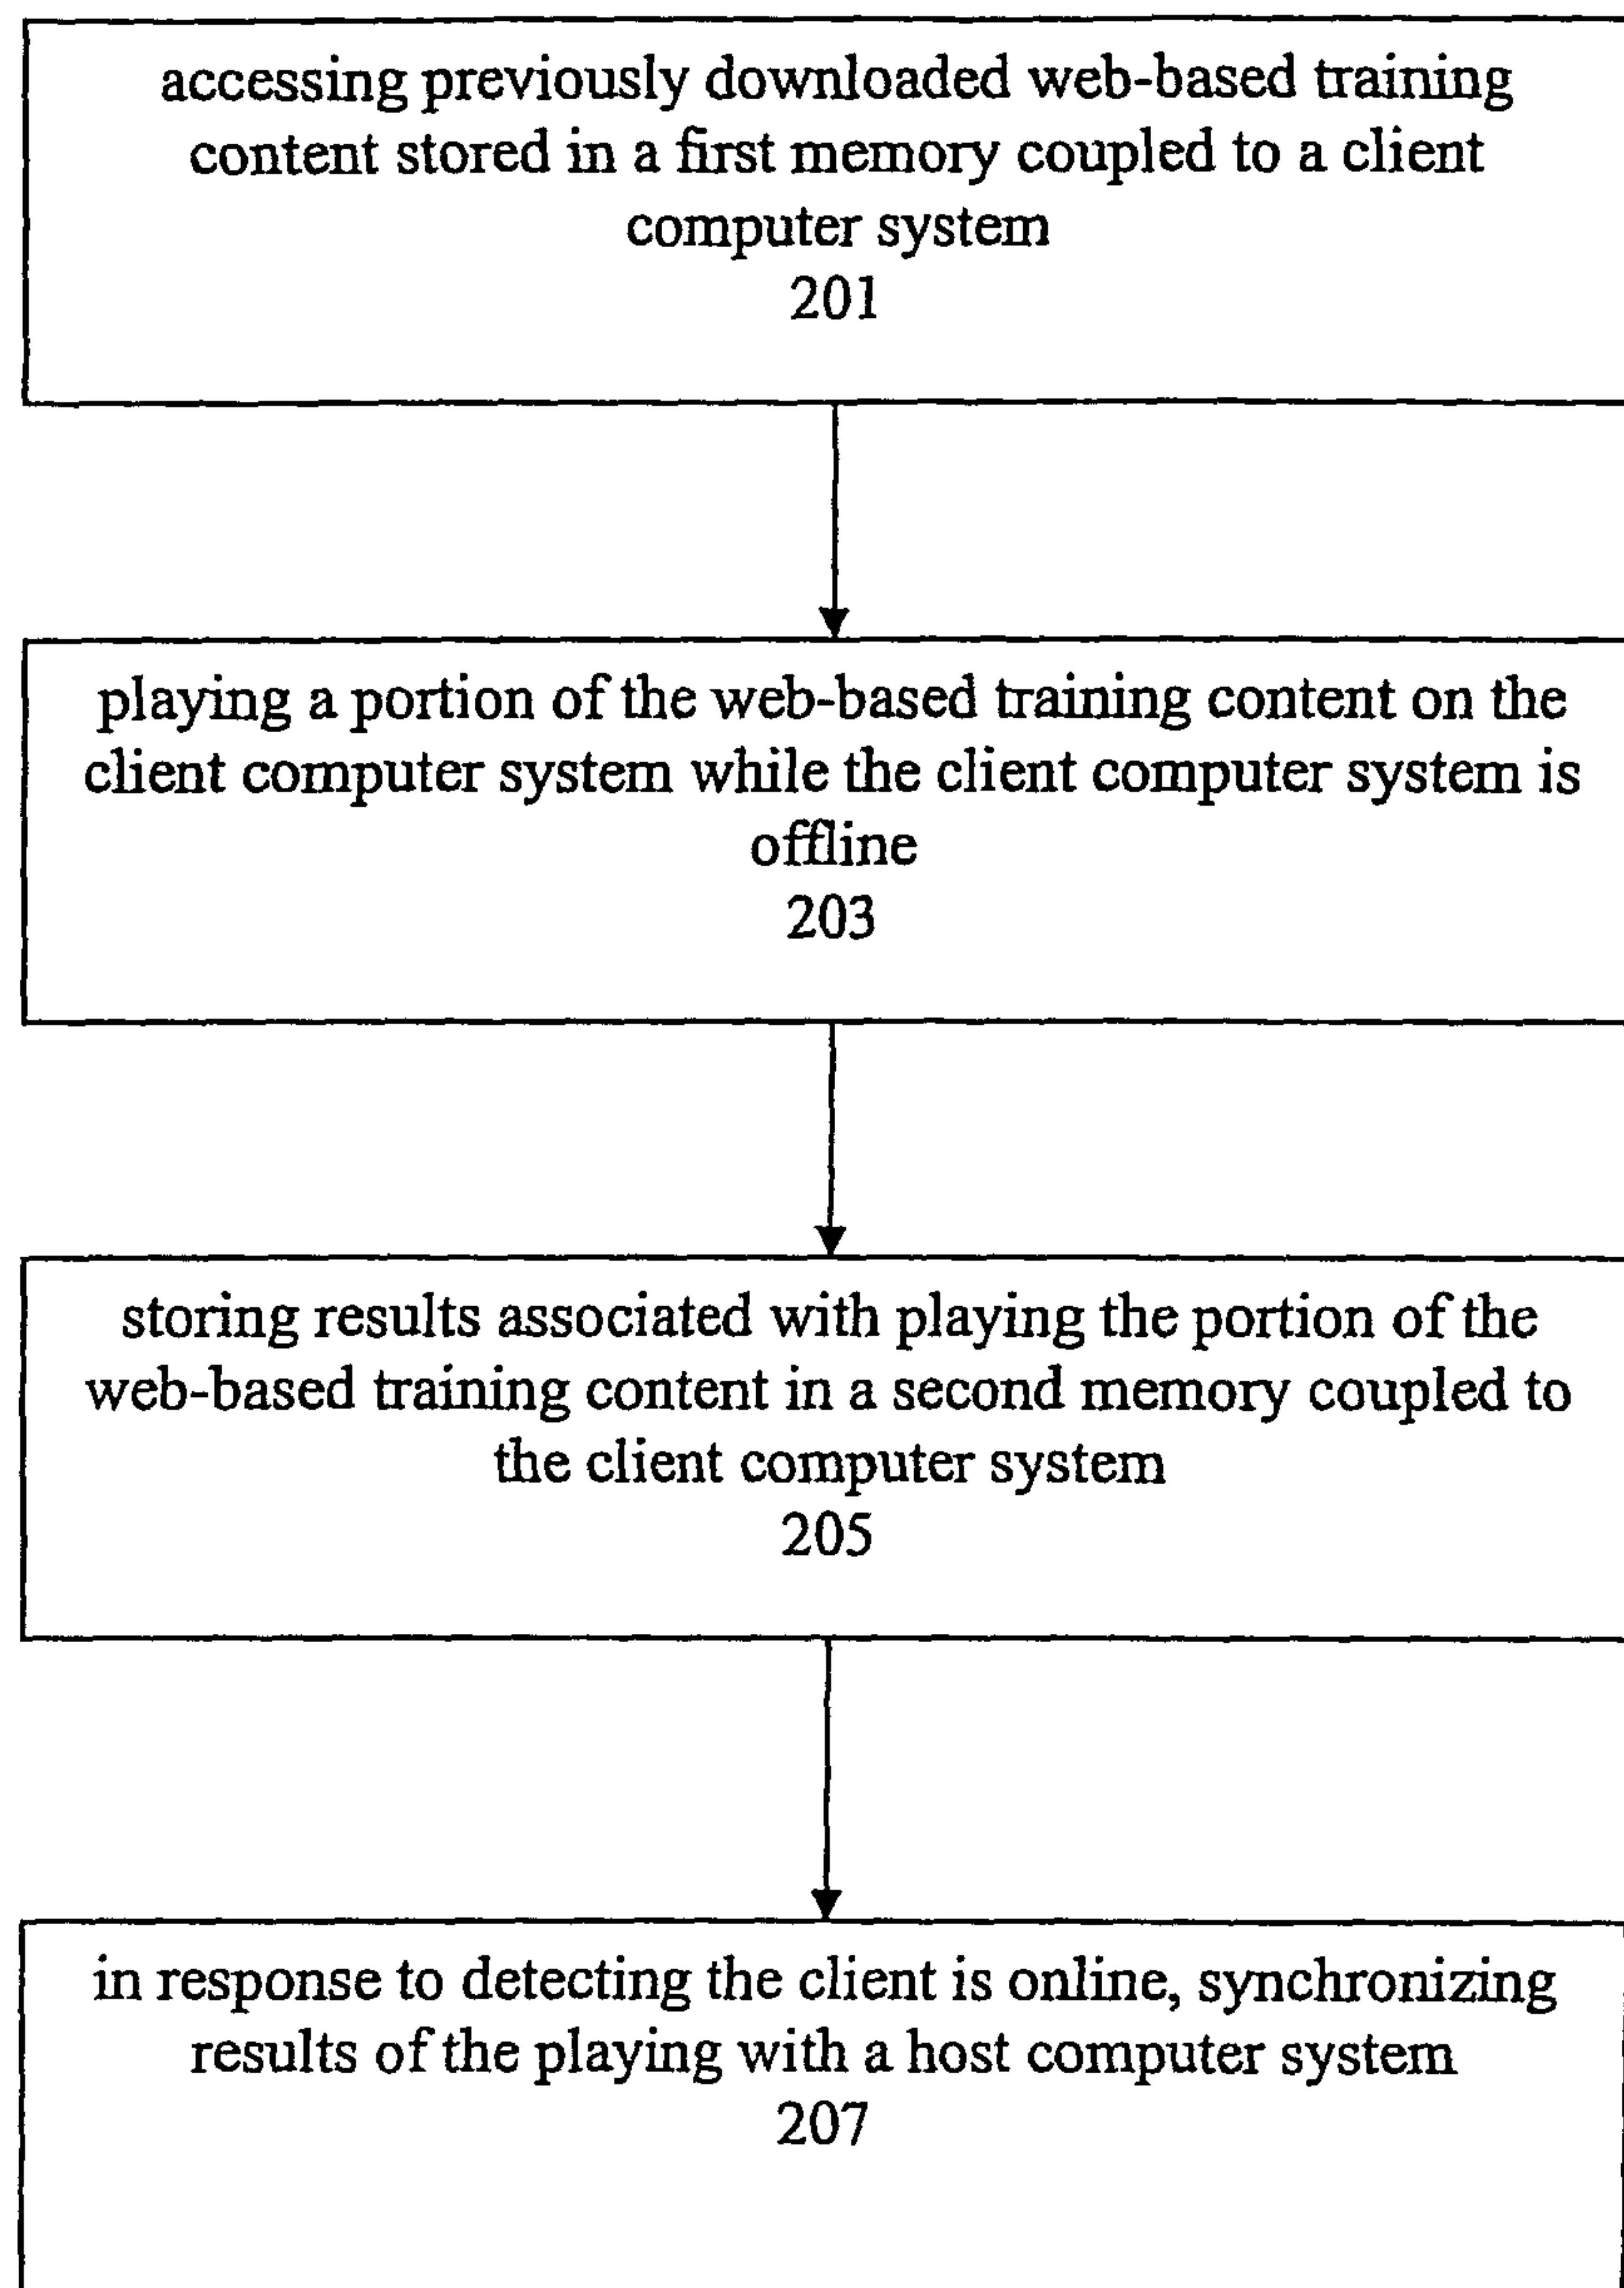 accessing previously downloaded web-based training
content stored in a first memory coupled to a client
computer system
201
playing a portion of the web-based training content on the
client computer system while the client computer system is
offline
203
storing results associated with playing the portion of the
web-based training content in a second memory coupled to
the client computer system
205
in response to detecting the client is online, synchronizing
results of the playing with a host computer system
207